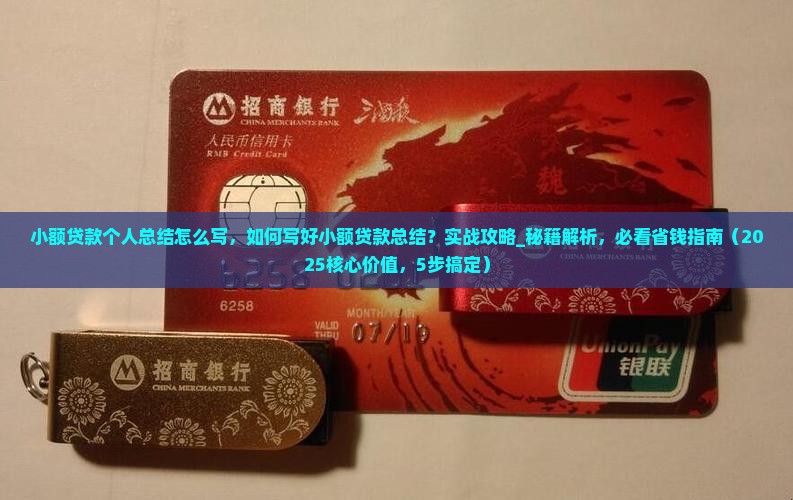 招商银行
CHINA MERCHANTS BANK
三国杀
人民币信用卡
RMB Credit Card
魏
小额贷款个人总结怎么写，如何写好小额贷款总结？实战攻略_秘籍解析，必看省钱指南（20
25核心价值，5步搞定）
6258
6258
MONTH/YEAR
VALID
THRU
07/19
UnionPay
银联
招商银行
CHINA MERCHANTS BANK